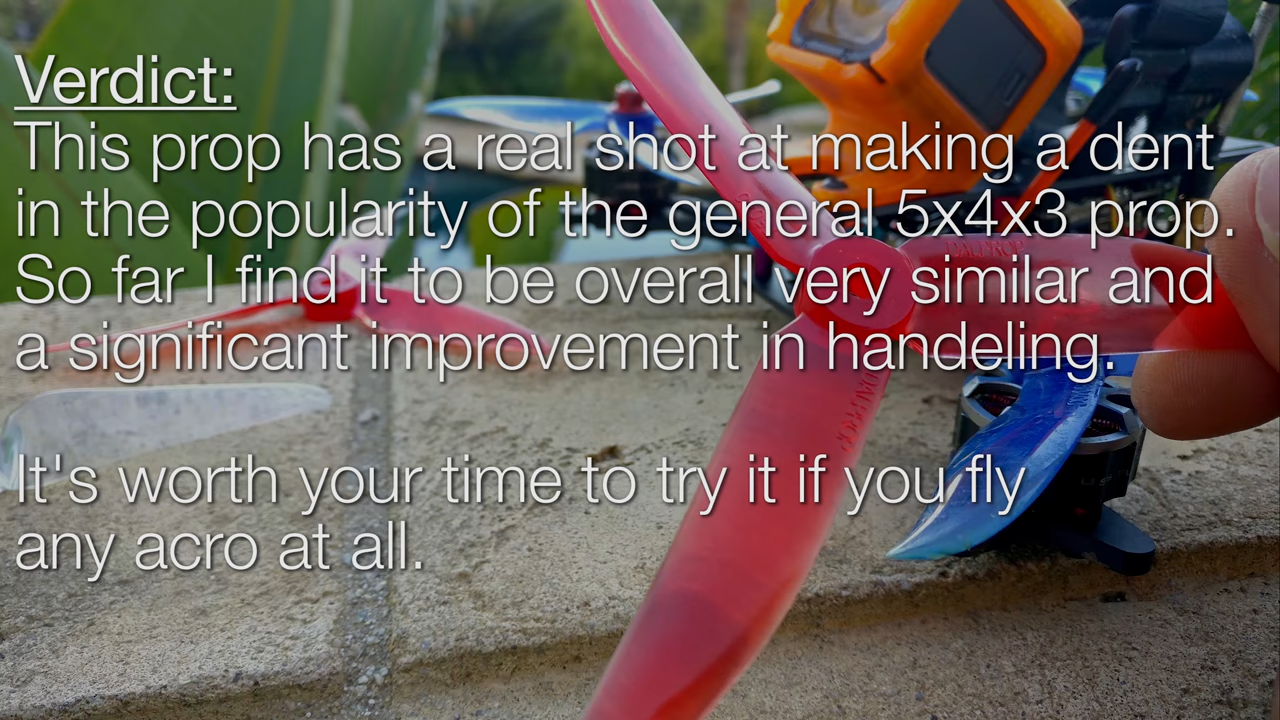 Verdict:
This prop has a real shot at making a dent
in the popularity of the general 5x4x3 prop.
So far I find it to be overall very similar and
a significant improvement in handeling.
It's worth your time to try it if you fly
any acro at all.
DALPROP